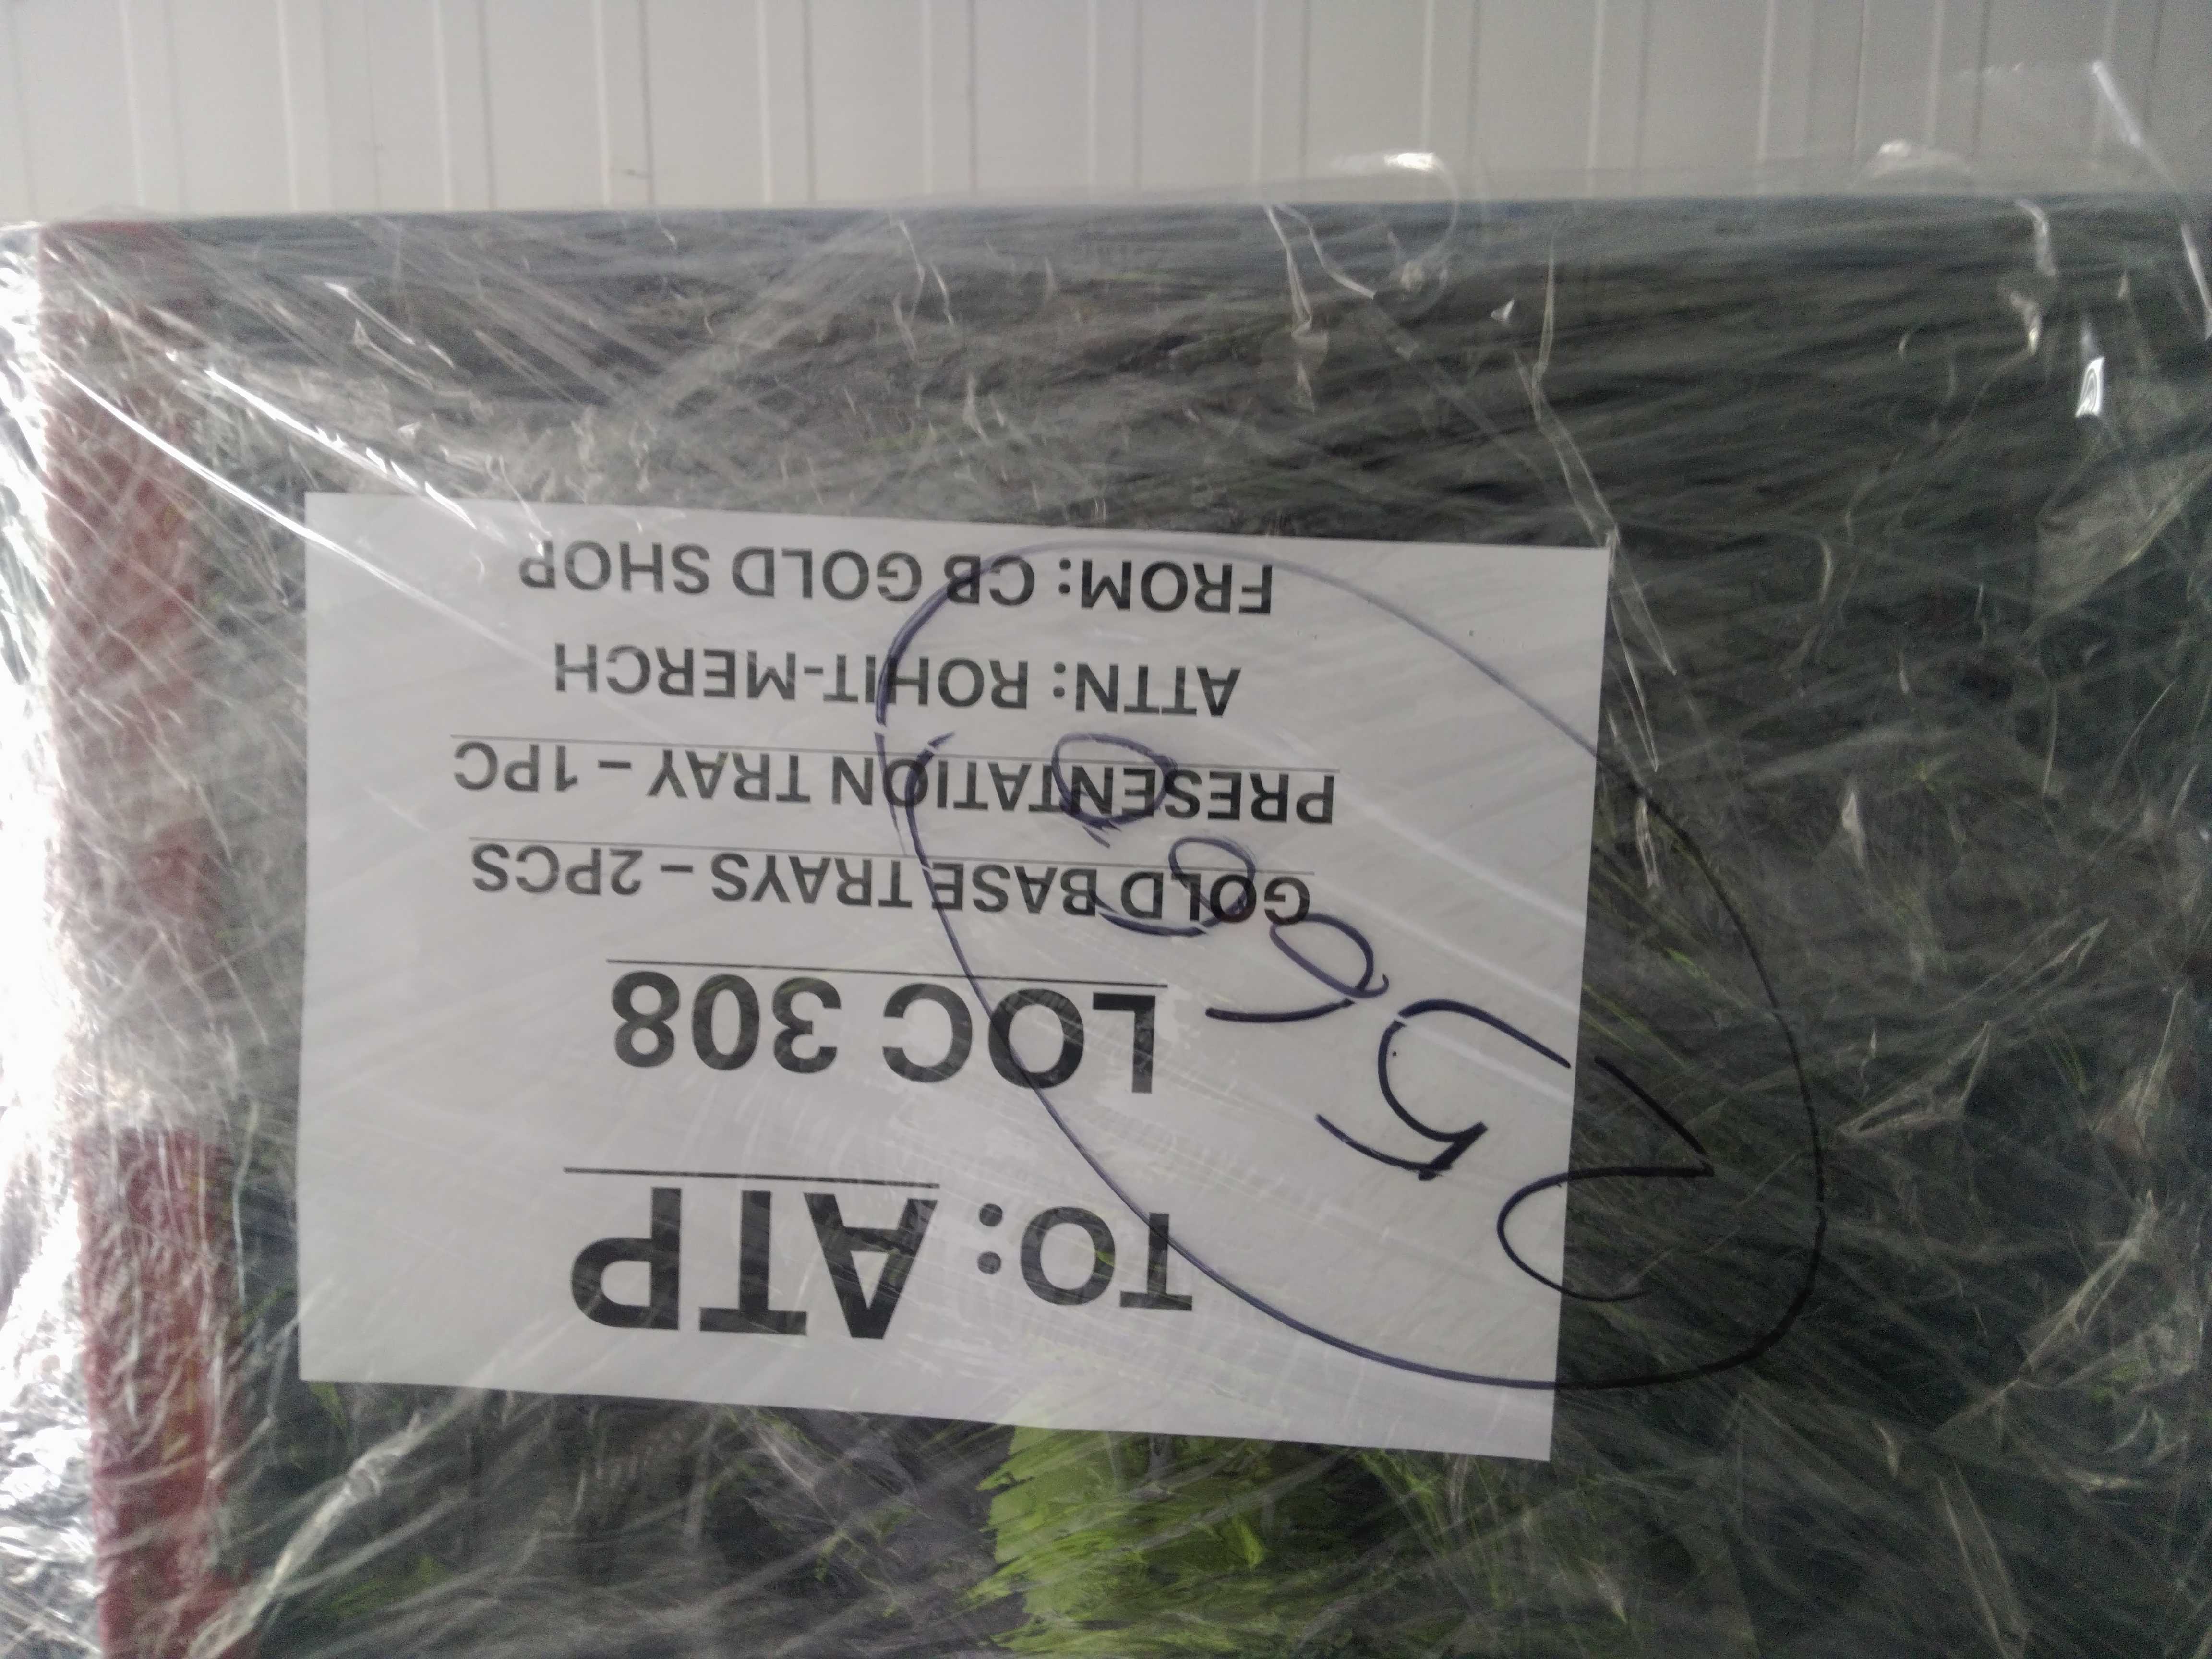 TO: ATP
LOC 308
GOLD BASE TRAYS – 2PCS
PRESENTATION TRAY – 1PC
ATTN: ROHIT-MERCH
FROM: CB GOLD SHOP